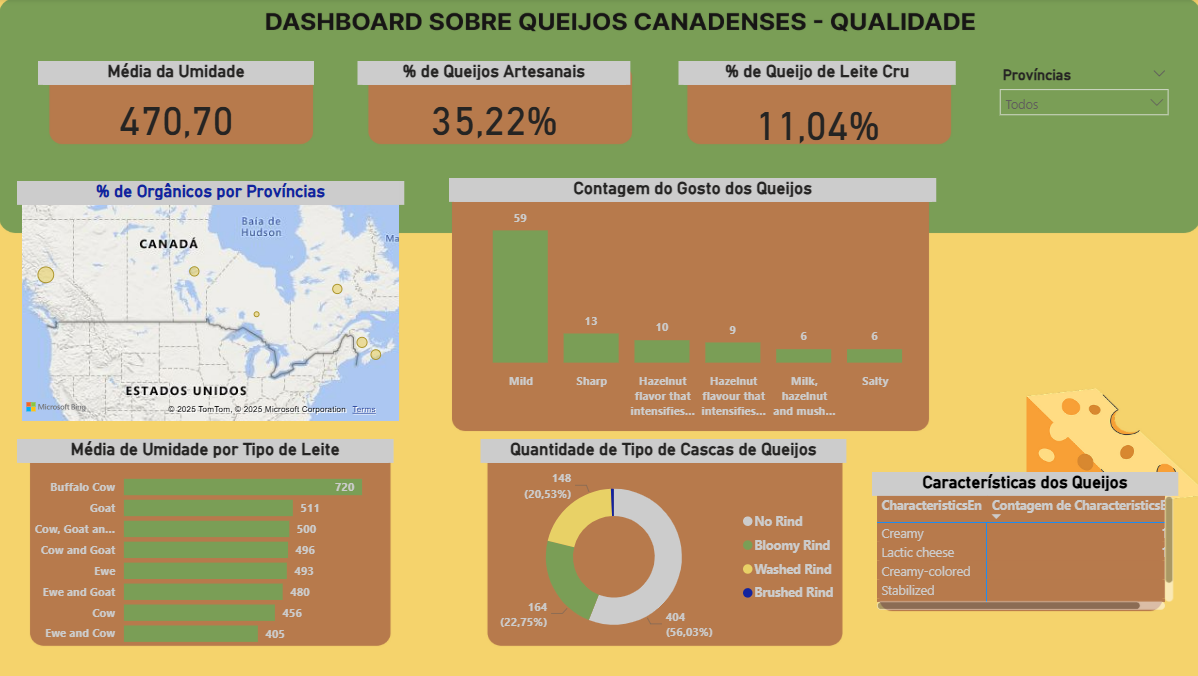 DASHBOARD SOBRE QUEIJOS CANADENSES - QUALIDADE
Média da Umidade
470,70
% de Queijos Artesanais
35,22%
% de Queijo de Leite Cru
11,04%
Províncias
Todos
% de Orgânicos por Províncias
Baía de
Hudson
Ma
CANADÁ
ESTADOS UNIDOS
Microsoft Bing
© 2025 TomTom, © 2025 Microsoft Corporation Terms
Contagem do Gosto dos Queijos
59
13
10
9
6
6
Mild
Sharp
Hazelnut
flavor that
intensifies...
Hazelnut
flavour that
intensifies...
Milk,
hazelnut
and mush...
Salty
Média de Umidade por Tipo de Leite
Buffalo Cow 720
Goat 511
Cow, Goat an... 500
Cow and Goat 496
Ewe 493
Ewe and Goat 480
Cow 456
Ewe and Cow 405
Quantidade de Tipo de Cascas de Queijos
148
(20,53%)
164
(22,75%)
404
(56,03%)
No Rind
Bloomy Rind
Washed Rind
Brushed Rind
Características dos Queijos
CharacteristicsEn Contagem de CharacteristicsE
Creamy
Lactic cheese
Creamy-colored
Stabilized